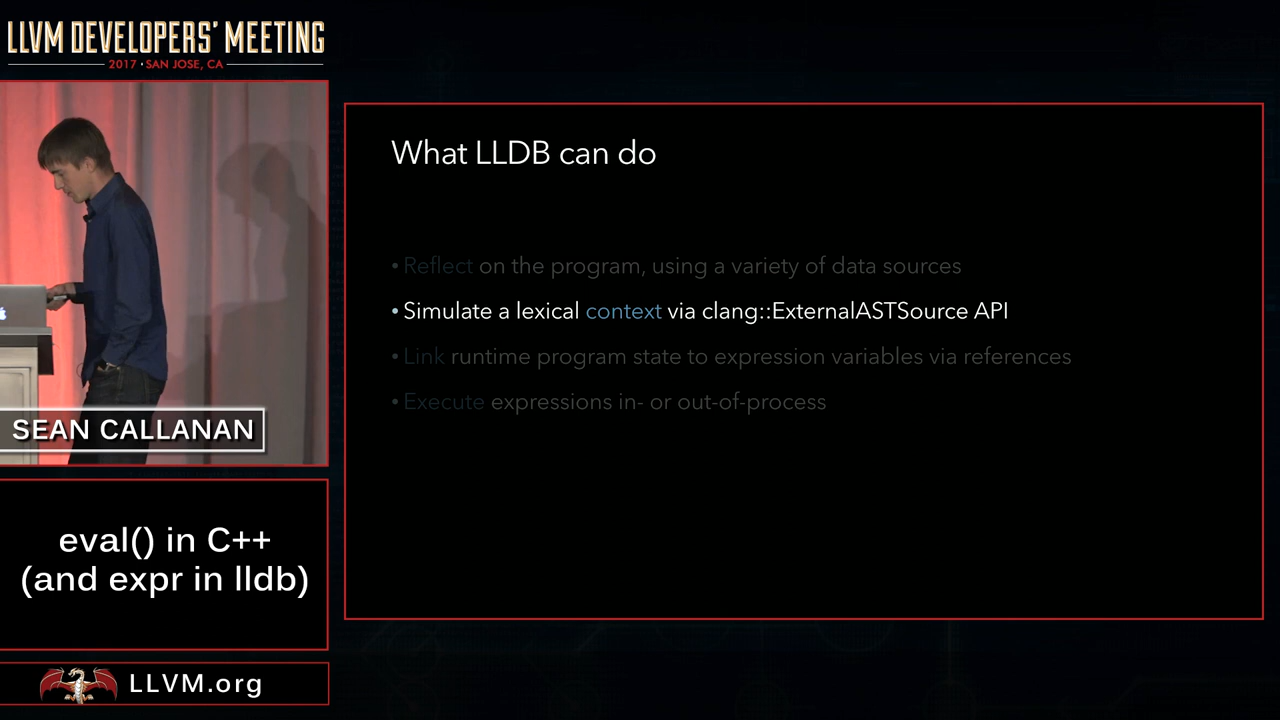 LLVM DEVELOPERS' MEETING
2017 · SAN JOSE, CA
SEAN CALLANAN
eval() in C++
(and expr in lldb)
LLVM.org
What LLDB can do
• Reflect on the program, using a variety of data sources
• Simulate a lexical context via clang::ExternalASTSource API
• Link runtime program state to expression variables via references
• Execute expressions in- or out-of-process